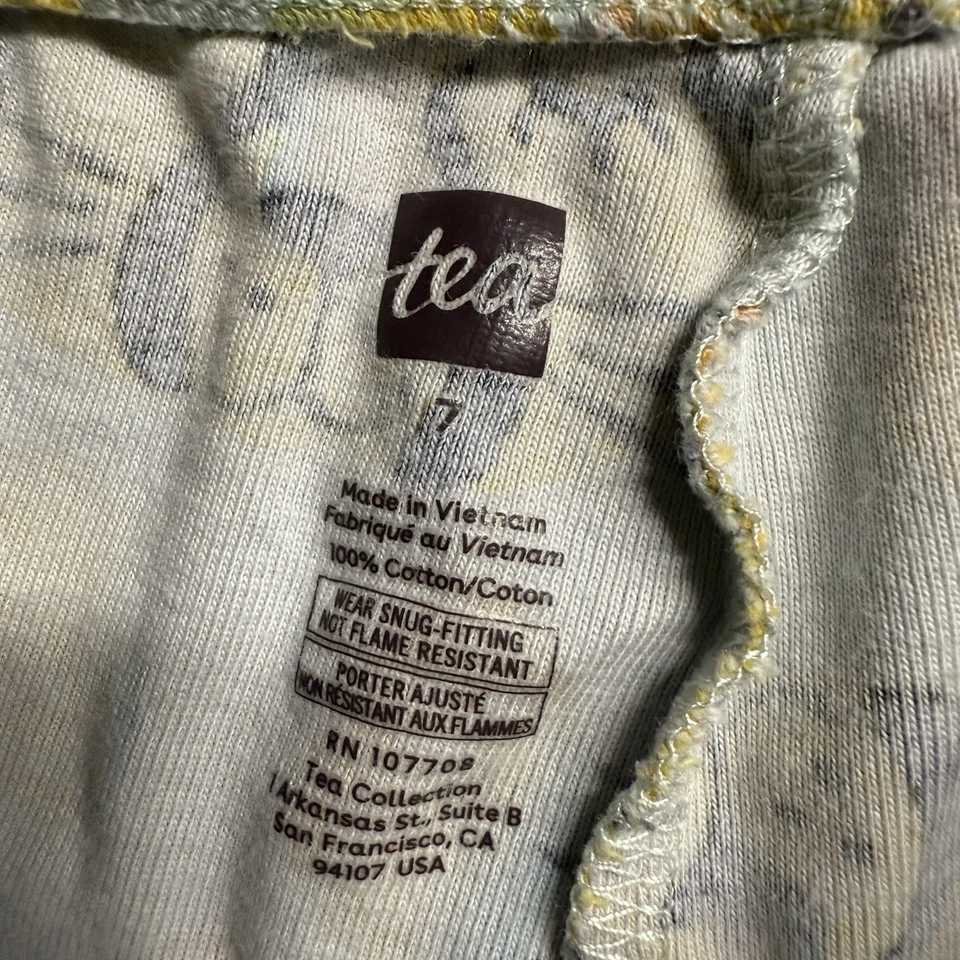 tea
7
Made in Vietnam
Fabriqué au Vietnam
100% Cotton/Coton
WEAR SNUG-FITTING
NOT FLAME RESISTANT
PORTER AJUSTÉ
NON RÉSISTANT AUX FLAMMES
RN 107708
Tea Collection
1 Arkansas St., Suite B
San Francisco, CA
94107 USA